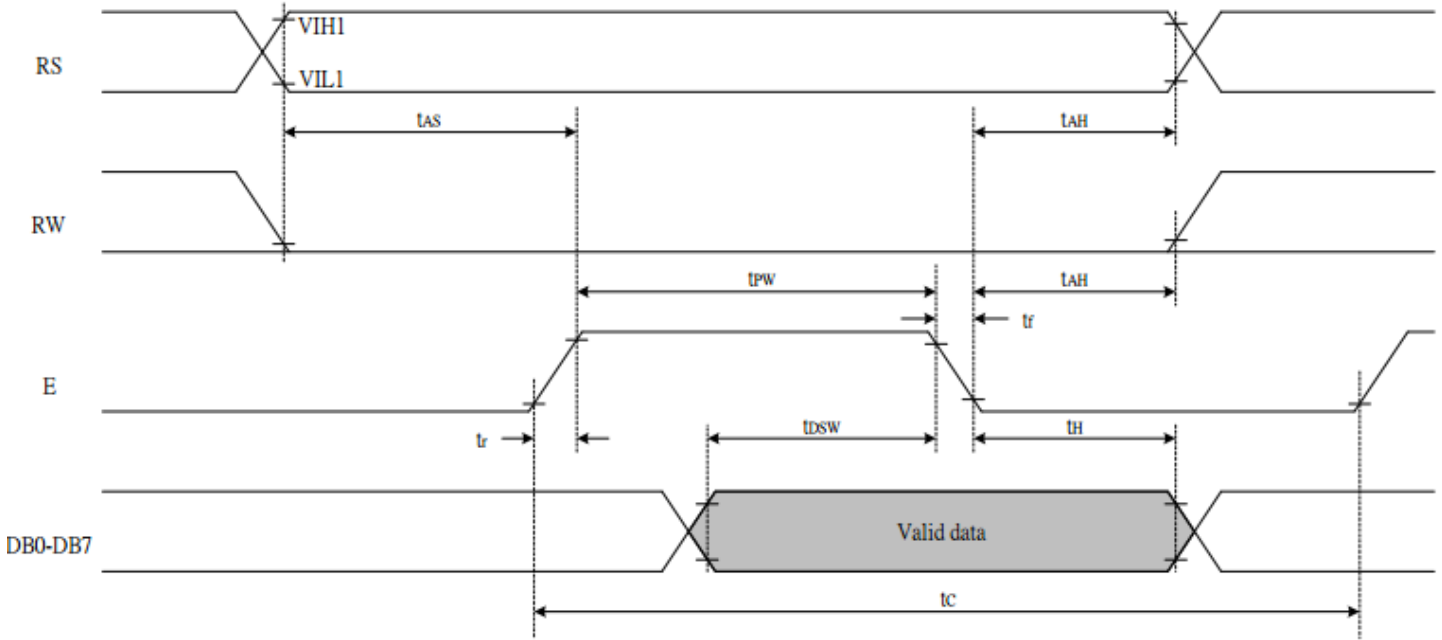 VIH1
RS
VIL1
tAS
tAH
RW
tPW
tAH
tf
E
tr
tDSW
tH
DB0-DB7
Valid data
tC